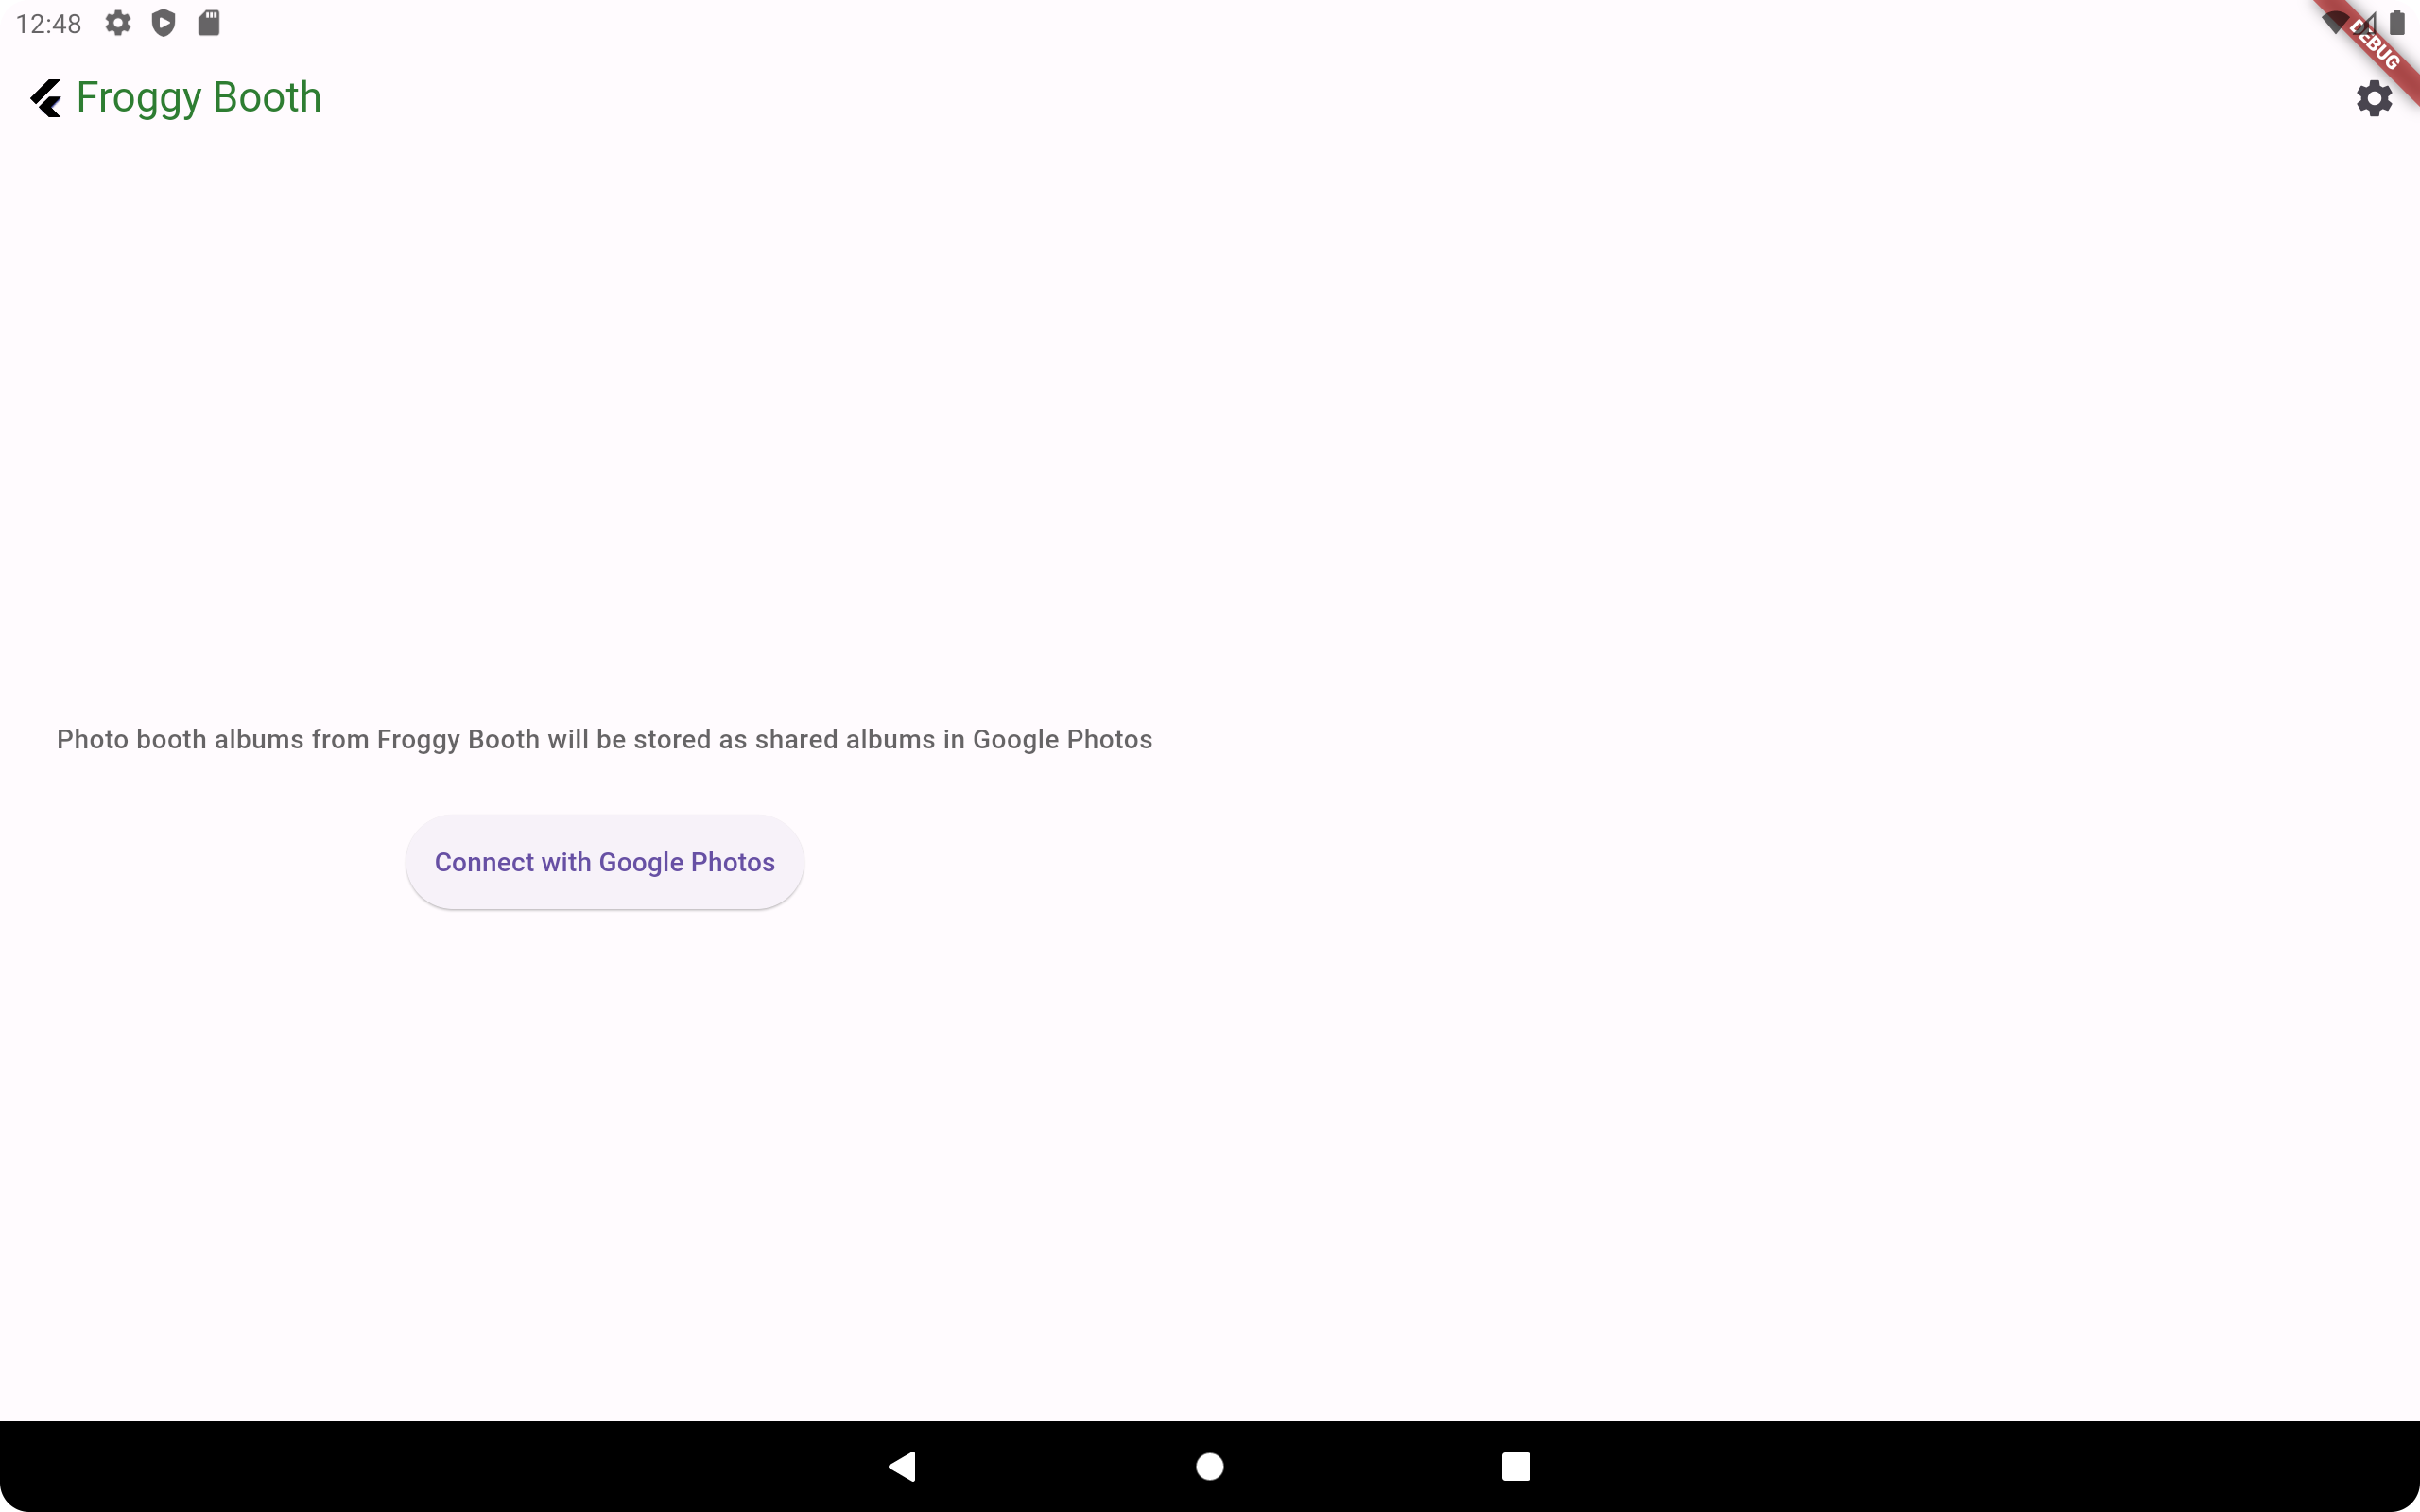 12:48
DEBUG
Froggy Booth
Photo booth albums from Froggy Booth will be stored as shared albums in Google Photos
Connect with Google Photos